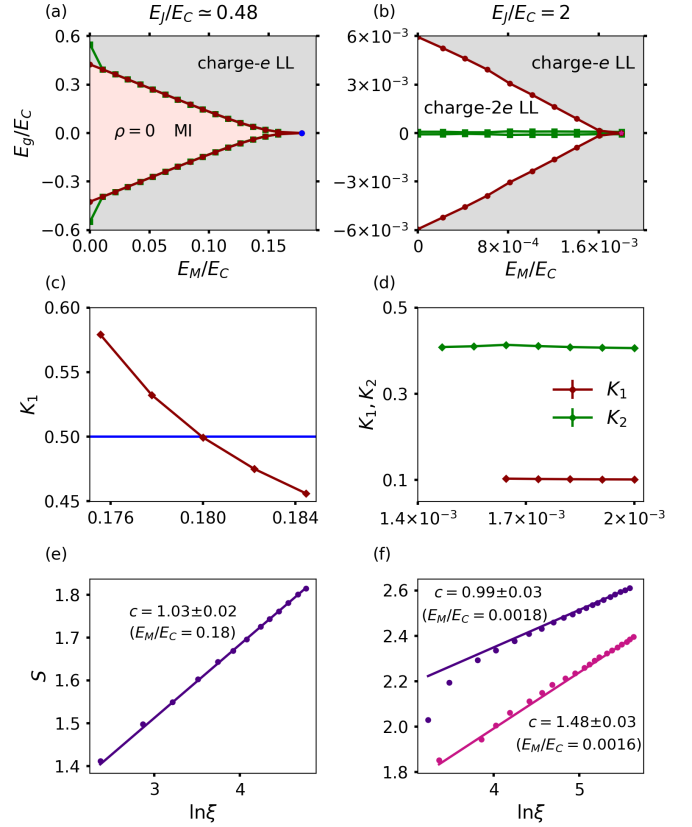 (a) E_J/E_C ≃ 0.48
(b) E_J/E_C = 2
E_g/E_C
0.6
0.3
0.0
−0.3
−0.6
charge-e LL
ρ = 0 MI
0.00
0.05
0.10
0.15
E_M/E_C
6×10⁻³
3×10⁻³
0
−3×10⁻³
−6×10⁻³
charge-e LL
charge-2e LL
0
8×10⁻⁴
1.6×10⁻³
E_M/E_C
(c)
K_1
0.60
0.55
0.50
0.45
0.176
0.180
0.184
(d)
K_1, K_2
0.5
0.3
0.1
K_1
K_2
1.4×10⁻³
1.7×10⁻³
2×10⁻³
(e)
S
1.8
1.7
1.6
1.5
1.4
c = 1.03±0.02
(E_M/E_C = 0.18)
3
4
lnξ
(f)
2.6
2.4
2.2
2.0
1.8
c = 0.99±0.03
(E_M/E_C = 0.0018)
c = 1.48±0.03
(E_M/E_C = 0.0016)
4
5
lnξ